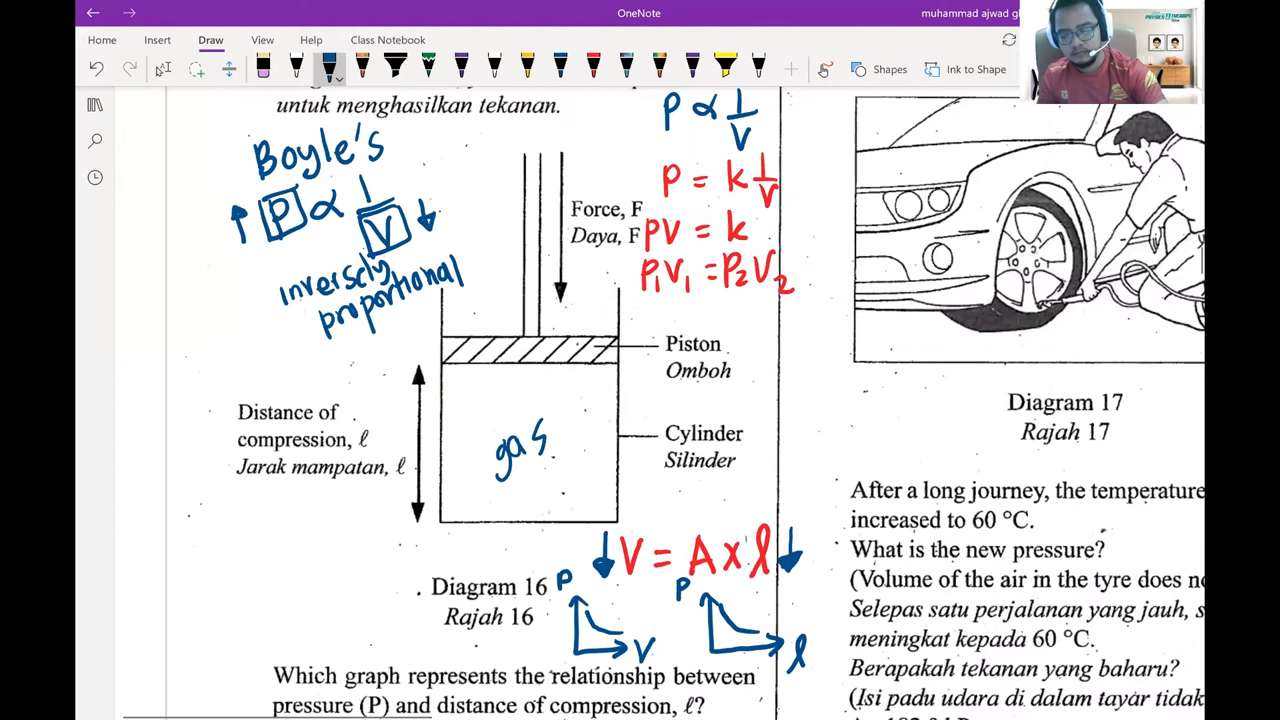 OneNote
muhammad ajwad gh
Home Insert Draw View Help Class Notebook
Shapes Ink to Shape
PHYSICS THERAPY
untuk menghasilkan tekanan.
Boyle's
P ∝ 1/V
inversely
proportional
P ∝ 1/V
P = k 1/V
PV = k
P₁V₁ = P₂V₂
Force, F
Daya, F
Piston
Omboh
Distance of
compression, ℓ
Jarak mampatan, ℓ
gas
Cylinder
Silinder
V = A x ℓ
Diagram 16
Rajah 16
P
V
P
ℓ
Which graph represents the relationship between
pressure (P) and distance of compression, ℓ?
Diagram 17
Rajah 17
After a long journey, the temperature
increased to 60 °C.
What is the new pressure?
(Volume of the air in the tyre does no
Selepas satu perjalanan yang jauh, s
meningkat kepada 60 °C.
Berapakah tekanan yang baharu?
(Isi padu udara di dalam tayar tidak